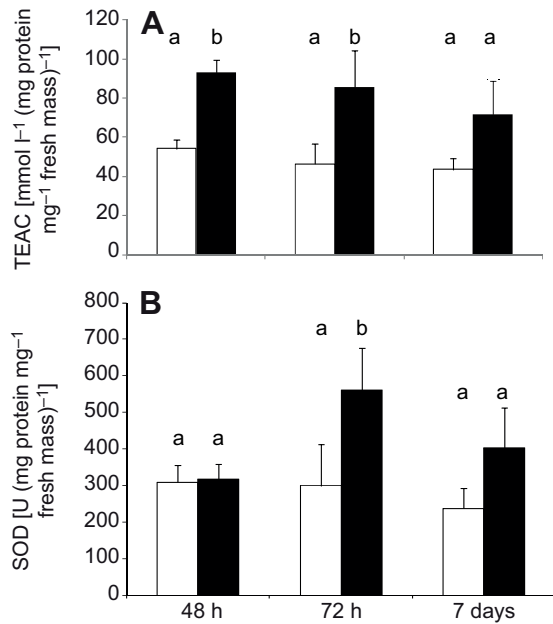 A
TEAC [mmol l⁻¹ (mg protein
mg⁻¹ fresh mass)⁻¹]
120
100
80
60
40
20
0
a b a b a a
B
SOD [U (mg protein mg⁻¹
fresh mass)⁻¹]
800
700
600
500
400
300
200
100
0
a a a b a a
48 h 72 h 7 days